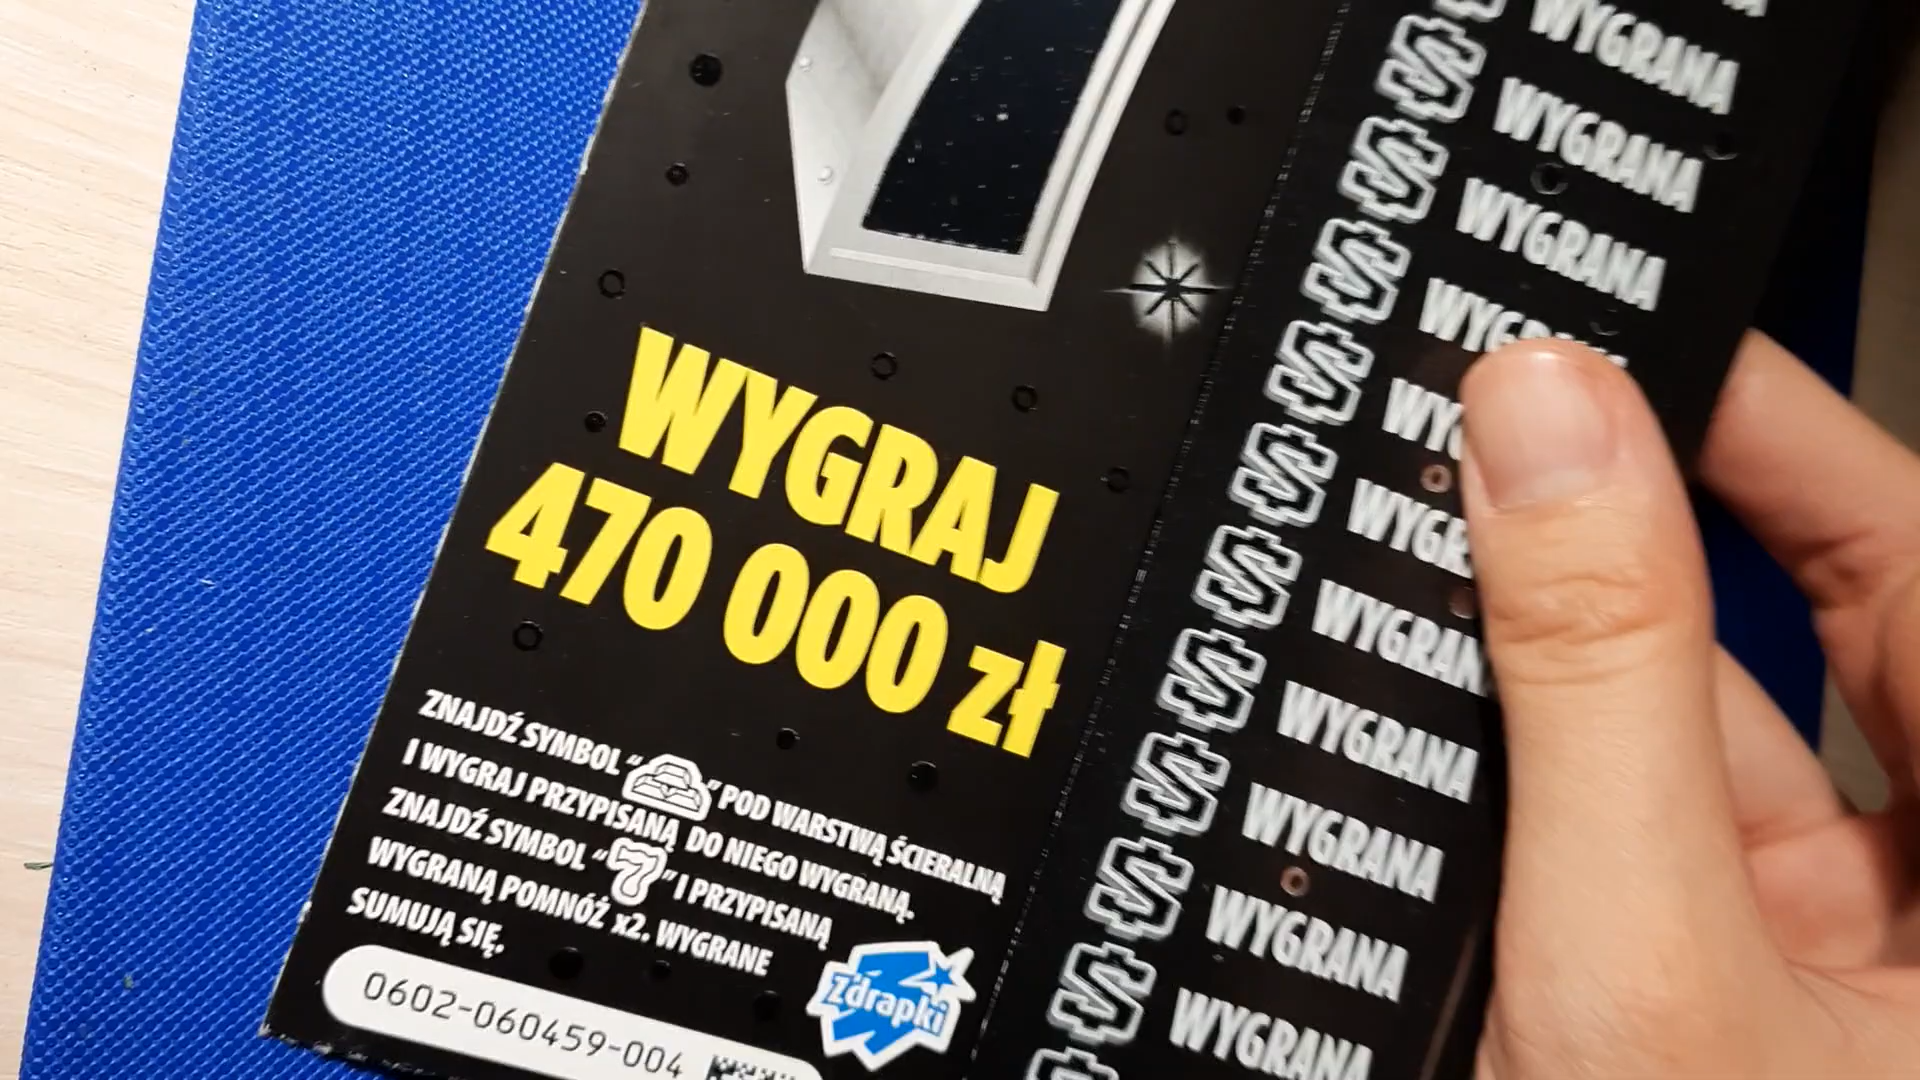 WYGRAJ
470 000 zł
ZNAJDŹ SYMBOL “ ” POD WARSTWĄ ŚCIERALNĄ
I WYGRAJ PRZYPISANĄ DO NIEGO WYGRANĄ.
ZNAJDŹ SYMBOL “7” I PRZYPISANĄ
WYGRANĄ POMNÓŻ x2. WYGRANE
SUMUJĄ SIĘ.
0602-060459-004
Zdrapki
WYGRANA
WYGRANA
WYGRANA
WYGRANA
WYGRANA
WYGRANA
WYGRANA